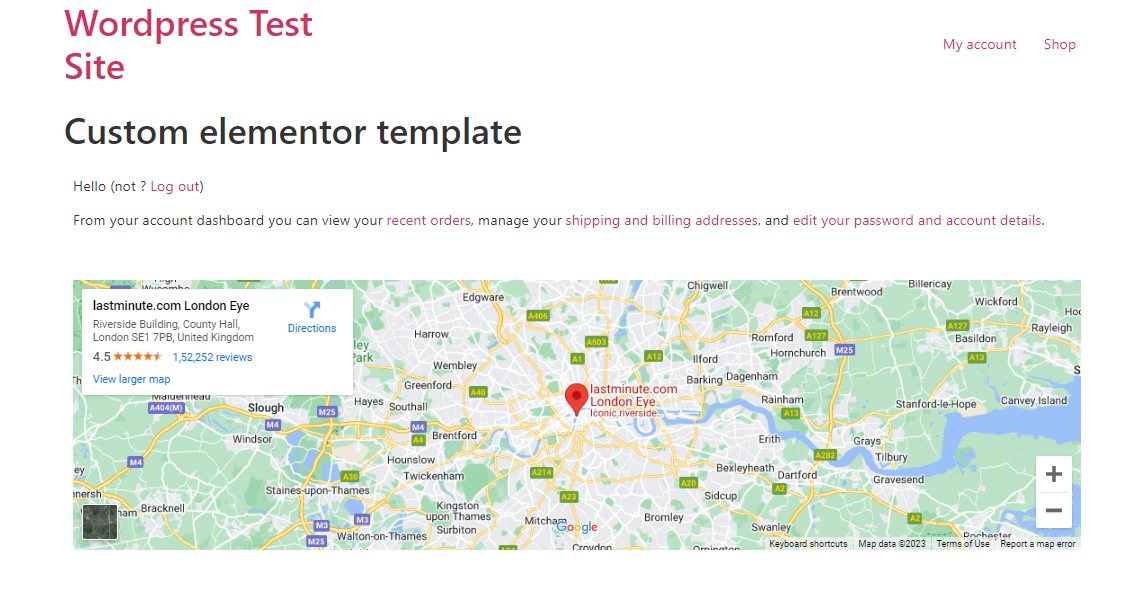 Wordpress Test
Site
My account Shop
Custom elementor template
Hello (not ? Log out)
From your account dashboard you can view your recent orders, manage your shipping and billing addresses, and edit your password and account details.
lastminute.com London Eye
Directions
Riverside Building, County Hall,
London SE1 7PB, United Kingdom
4.5 1,52,252 reviews
View larger map
Wycombe
Edgware
Chigwell
Brentwood
Billericay
Wickford
A406
A12
A127
Rayleigh
Harrow
A503
Romford
A127
Basildon
Hornchurch
M25
A1
A12
Ilford
A13
Wembley
Barking
Dagenham
Greenford
A40
lastminute.com
London Eye
Iconic riverside...
Rainham
Stanford-le-Hope
Canvey Island
Maidenhead
A404(M)
Slough
M25
Hayes
Southall
A13
M4
M4
A4
Brentford
Windsor
Erith
Grays
M4
Hounslow
A282
Tilbury
A30
Twickenham
A214
Bexleyheath
Dartford
Gravesend
Staines-upon-Thames
A20
A2
A23
Sidcup
Bracknell
Kingston
upon Thames
M3
M3
Mitcham
Google
Bromley
Swanley
A2
Surbiton
Walton-on-Thames
M25
Rochester
Croydon
Orpington
Keyboard shortcuts Map data ©2023 Terms of Use Report a map error